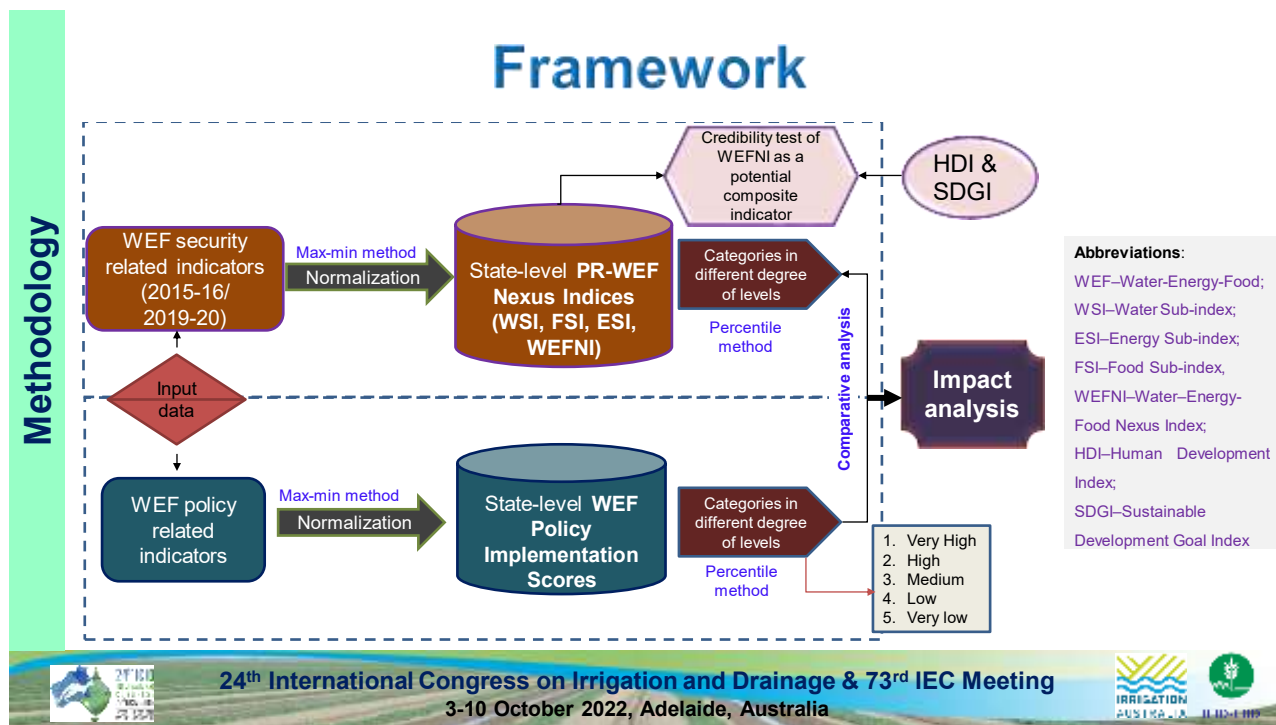 Framework
Methodology
Credibility test of
WEFNI as a
potential
composite
indicator
HDI &
SDGI
WEF security
related indicators
(2015-16/
2019-20)
Max-min method
Normalization
State-level PR-WEF
Nexus Indices
(WSI, FSI, ESI,
WEFNI)
Categories in
different degree
of levels
Percentile
method
Input
data
Comparative analysis
Impact
analysis
WEF policy
related
indicators
Max-min method
Normalization
State-level WEF
Policy
Implementation
Scores
Categories in
different degree
of levels
Percentile
method
1. Very High
2. High
3. Medium
4. Low
5. Very low
Abbreviations:
WEF–Water-Energy-Food;
WSI–Water Sub-index;
ESI–Energy Sub-index;
FSI–Food Sub-index,
WEFNI–Water–Energy-
Food Nexus Index;
HDI–Human Development
Index;
SDGI–Sustainable
Development Goal Index
24th International Congress on Irrigation and Drainage & 73rd IEC Meeting
3-10 October 2022, Adelaide, Australia
IRRIGATION
AUSTRALIA